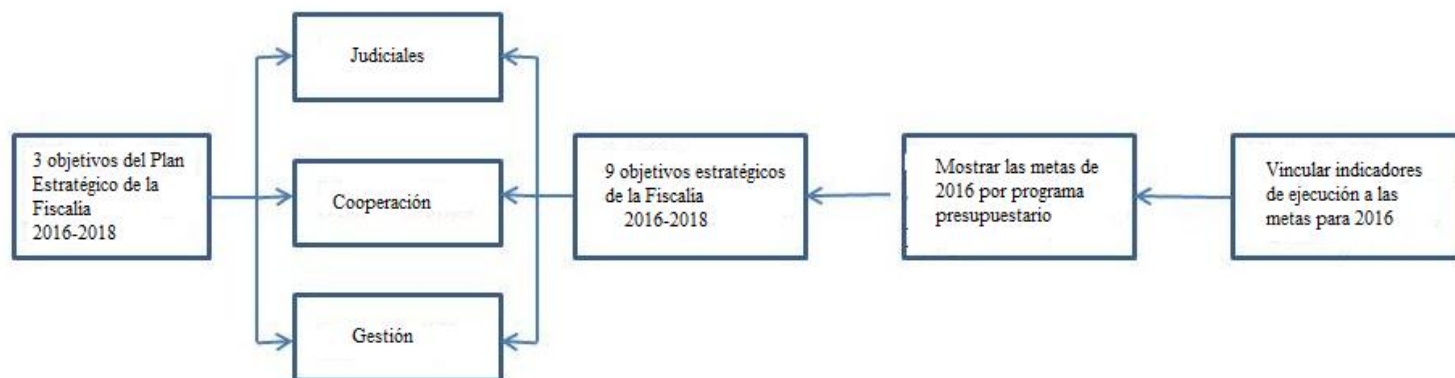 Judiciales
3 objetivos del Plan
Estratégico de la
Fiscalía
2016-2018
Cooperación
Gestión
9 objetivos estratégicos
de la Fiscalía
2016-2018
Mostrar las metas de
2016 por programa
presupuestario
Vincular indicadores
de ejecución a las
metas para 2016